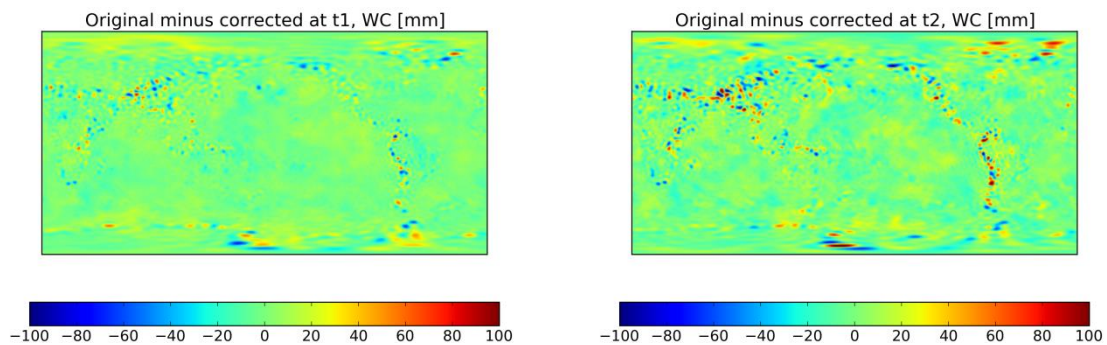 Original minus corrected at t1, WC [mm]
Original minus corrected at t2, WC [mm]
−100 −80 −60 −40 −20 0 20 40 60 80 100
−100 −80 −60 −40 −20 0 20 40 60 80 100